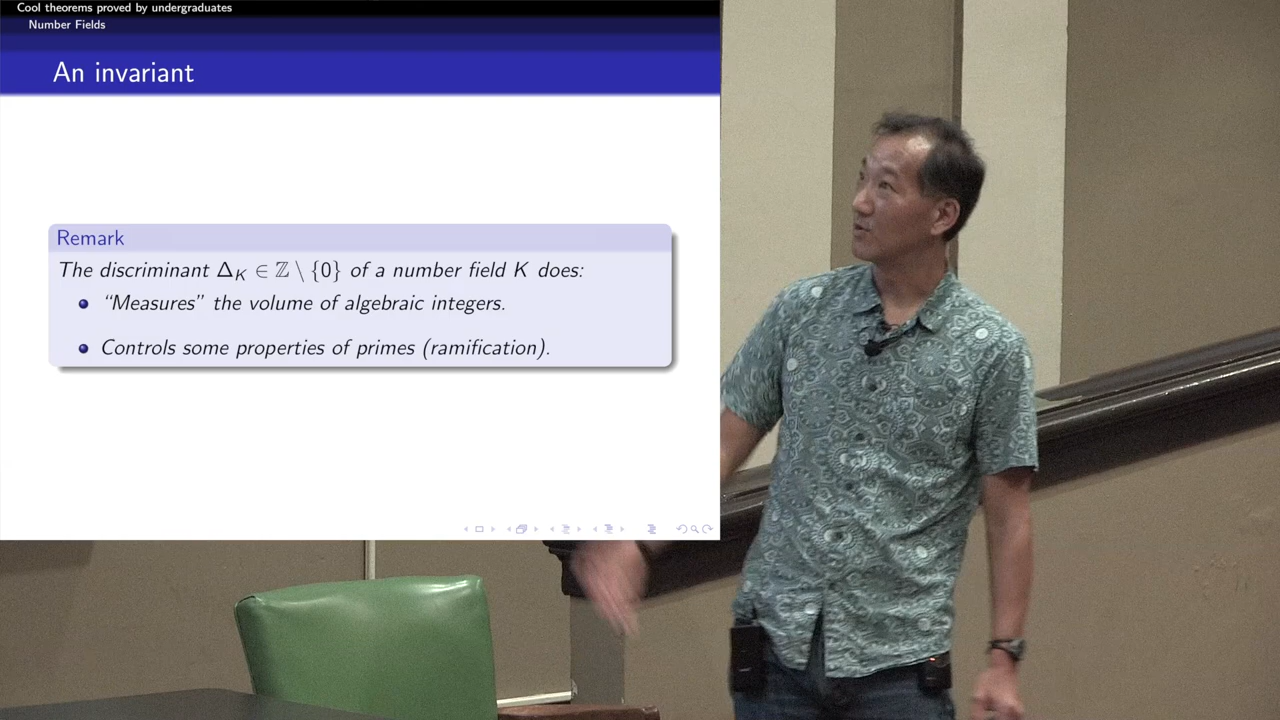 Cool theorems proved by undergraduates
Number Fields
An invariant
Remark
The discriminant Δ_K ∈ ℤ \ {0} of a number field K does:
“Measures” the volume of algebraic integers.
Controls some properties of primes (ramification).